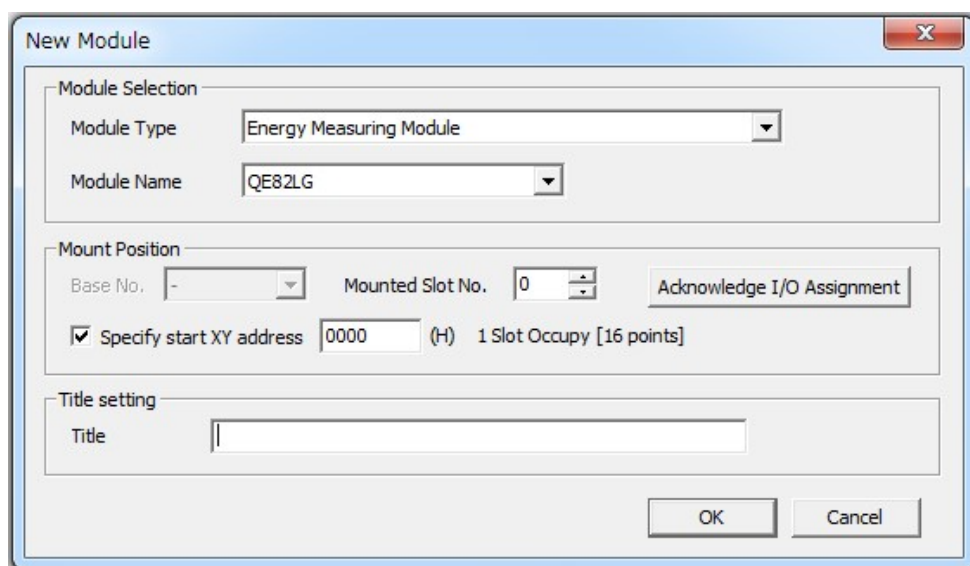 New Module
Module Selection
Module Type Energy Measuring Module
Module Name QE82LG
Mount Position
Base No. - Mounted Slot No. 0 Acknowledge I/O Assignment
Specify start XY address 0000 (H) 1 Slot Occupy [16 points]
Title setting
Title
OK Cancel